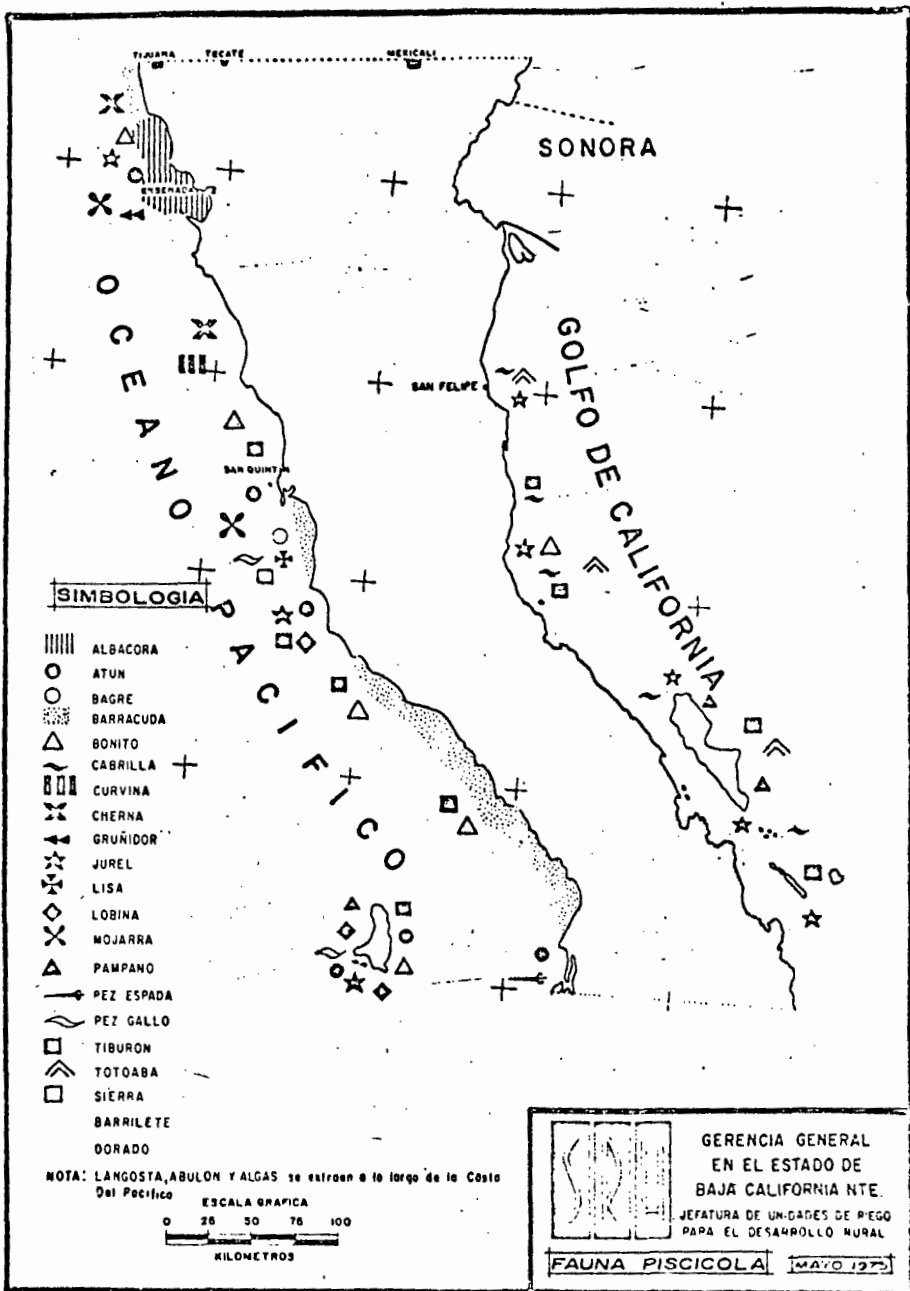 TIJUANA
TECATE
MEXICALI
SONORA
ENSENADA
OCEANO PACIFICO
GOLFO DE CALIFORNIA
SAN FELIPE
SAN QUINTIN
SIMBOLOGIA
ALBACORA
ATUN
BAGRE
BARRACUDA
BONITO
CABRILLA
CURVINA
CHERNA
GRUÑIDOR
JUREL
LISA
LOBINA
MOJARRA
PAMPANO
PEZ ESPADA
PEZ GALLO
TIBURON
TOTOABA
SIERRA
BARRILETE
DORADO
NOTA: LANGOSTA, ABULON Y ALGAS se extraen a lo largo de la Costa
Del Pacifico
ESCALA GRAFICA
0 25 50 75 100
KILOMETROS
GERENCIA GENERAL
EN EL ESTADO DE
BAJA CALIFORNIA NTE.
JEFATURA DE UNIDADES DE RIEGO
PARA EL DESARROLLO RURAL
FAUNA PISCICOLA
MAYO